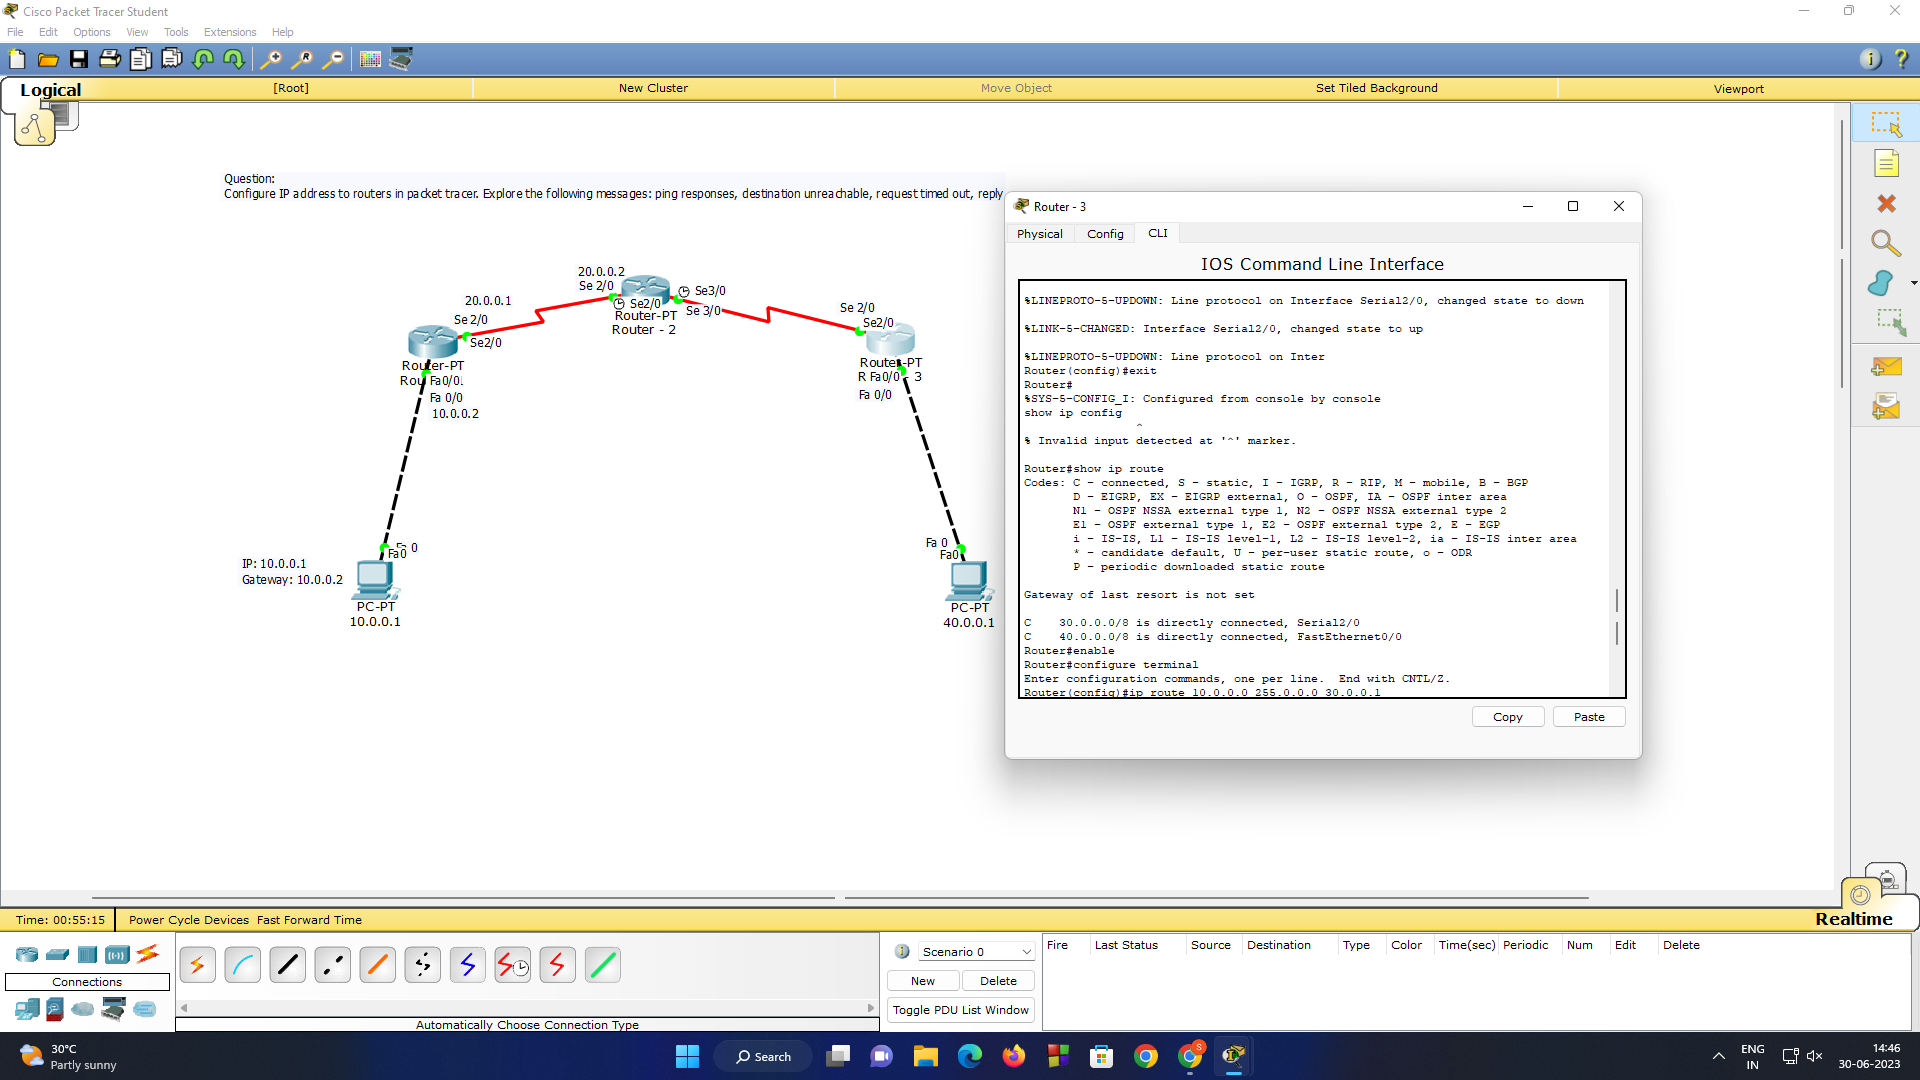 Cisco Packet Tracer Student
File Edit Options View Tools Extensions Help
Logical
[Root]
New Cluster
Move Object
Set Tiled Background
Viewport
Question:
Configure IP address to routers in packet tracer. Explore the following messages: ping responses, destination unreachable, request timed out, reply
20.0.0.2
Se 2/0
Se2/0
Se3/0
Se 3/0
Router-PT
Router - 2
20.0.0.1
Se 2/0
Se2/0
Router-PT
Rou Fa0/0
Fa 0/0
10.0.0.2
Se 2/0
Se2/0
Router-PT
R Fa0/0 - 3
Fa 0/0
0
Fa0
IP: 10.0.0.1
Gateway: 10.0.0.2
PC-PT
10.0.0.1
Fa 0
Fa0
PC-PT
40.0.0.1
Router - 3
Physical Config CLI
IOS Command Line Interface
%LINEPROTO-5-UPDOWN: Line protocol on Interface Serial2/0, changed state to down
%LINK-5-CHANGED: Interface Serial2/0, changed state to up
%LINEPROTO-5-UPDOWN: Line protocol on Inter
Router(config)#exit
Router#
%SYS-5-CONFIG_I: Configured from console by console
show ip config
^
% Invalid input detected at '^' marker.
Router#show ip route
Codes: C - connected, S - static, I - IGRP, R - RIP, M - mobile, B - BGP
D - EIGRP, EX - EIGRP external, O - OSPF, IA - OSPF inter area
N1 - OSPF NSSA external type 1, N2 - OSPF NSSA external type 2
E1 - OSPF external type 1, E2 - OSPF external type 2, E - EGP
i - IS-IS, L1 - IS-IS level-1, L2 - IS-IS level-2, ia - IS-IS inter area
* - candidate default, U - per-user static route, o - ODR
P - periodic downloaded static route
Gateway of last resort is not set
C 30.0.0.0/8 is directly connected, Serial2/0
C 40.0.0.0/8 is directly connected, FastEthernet0/0
Router#enable
Router#configure terminal
Enter configuration commands, one per line. End with CNTL/Z.
Router(config)#ip route 10.0.0.0 255.0.0.0 30.0.0.1
Copy
Paste
Time: 00:55:15
Power Cycle Devices Fast Forward Time
Realtime
Connections
Automatically Choose Connection Type
Scenario 0
New
Delete
Toggle PDU List Window
Fire Last Status Source Destination Type Color Time(sec) Periodic Num Edit Delete
30°C
Partly sunny
Search
S
ENG
IN
14:46
30-06-2023